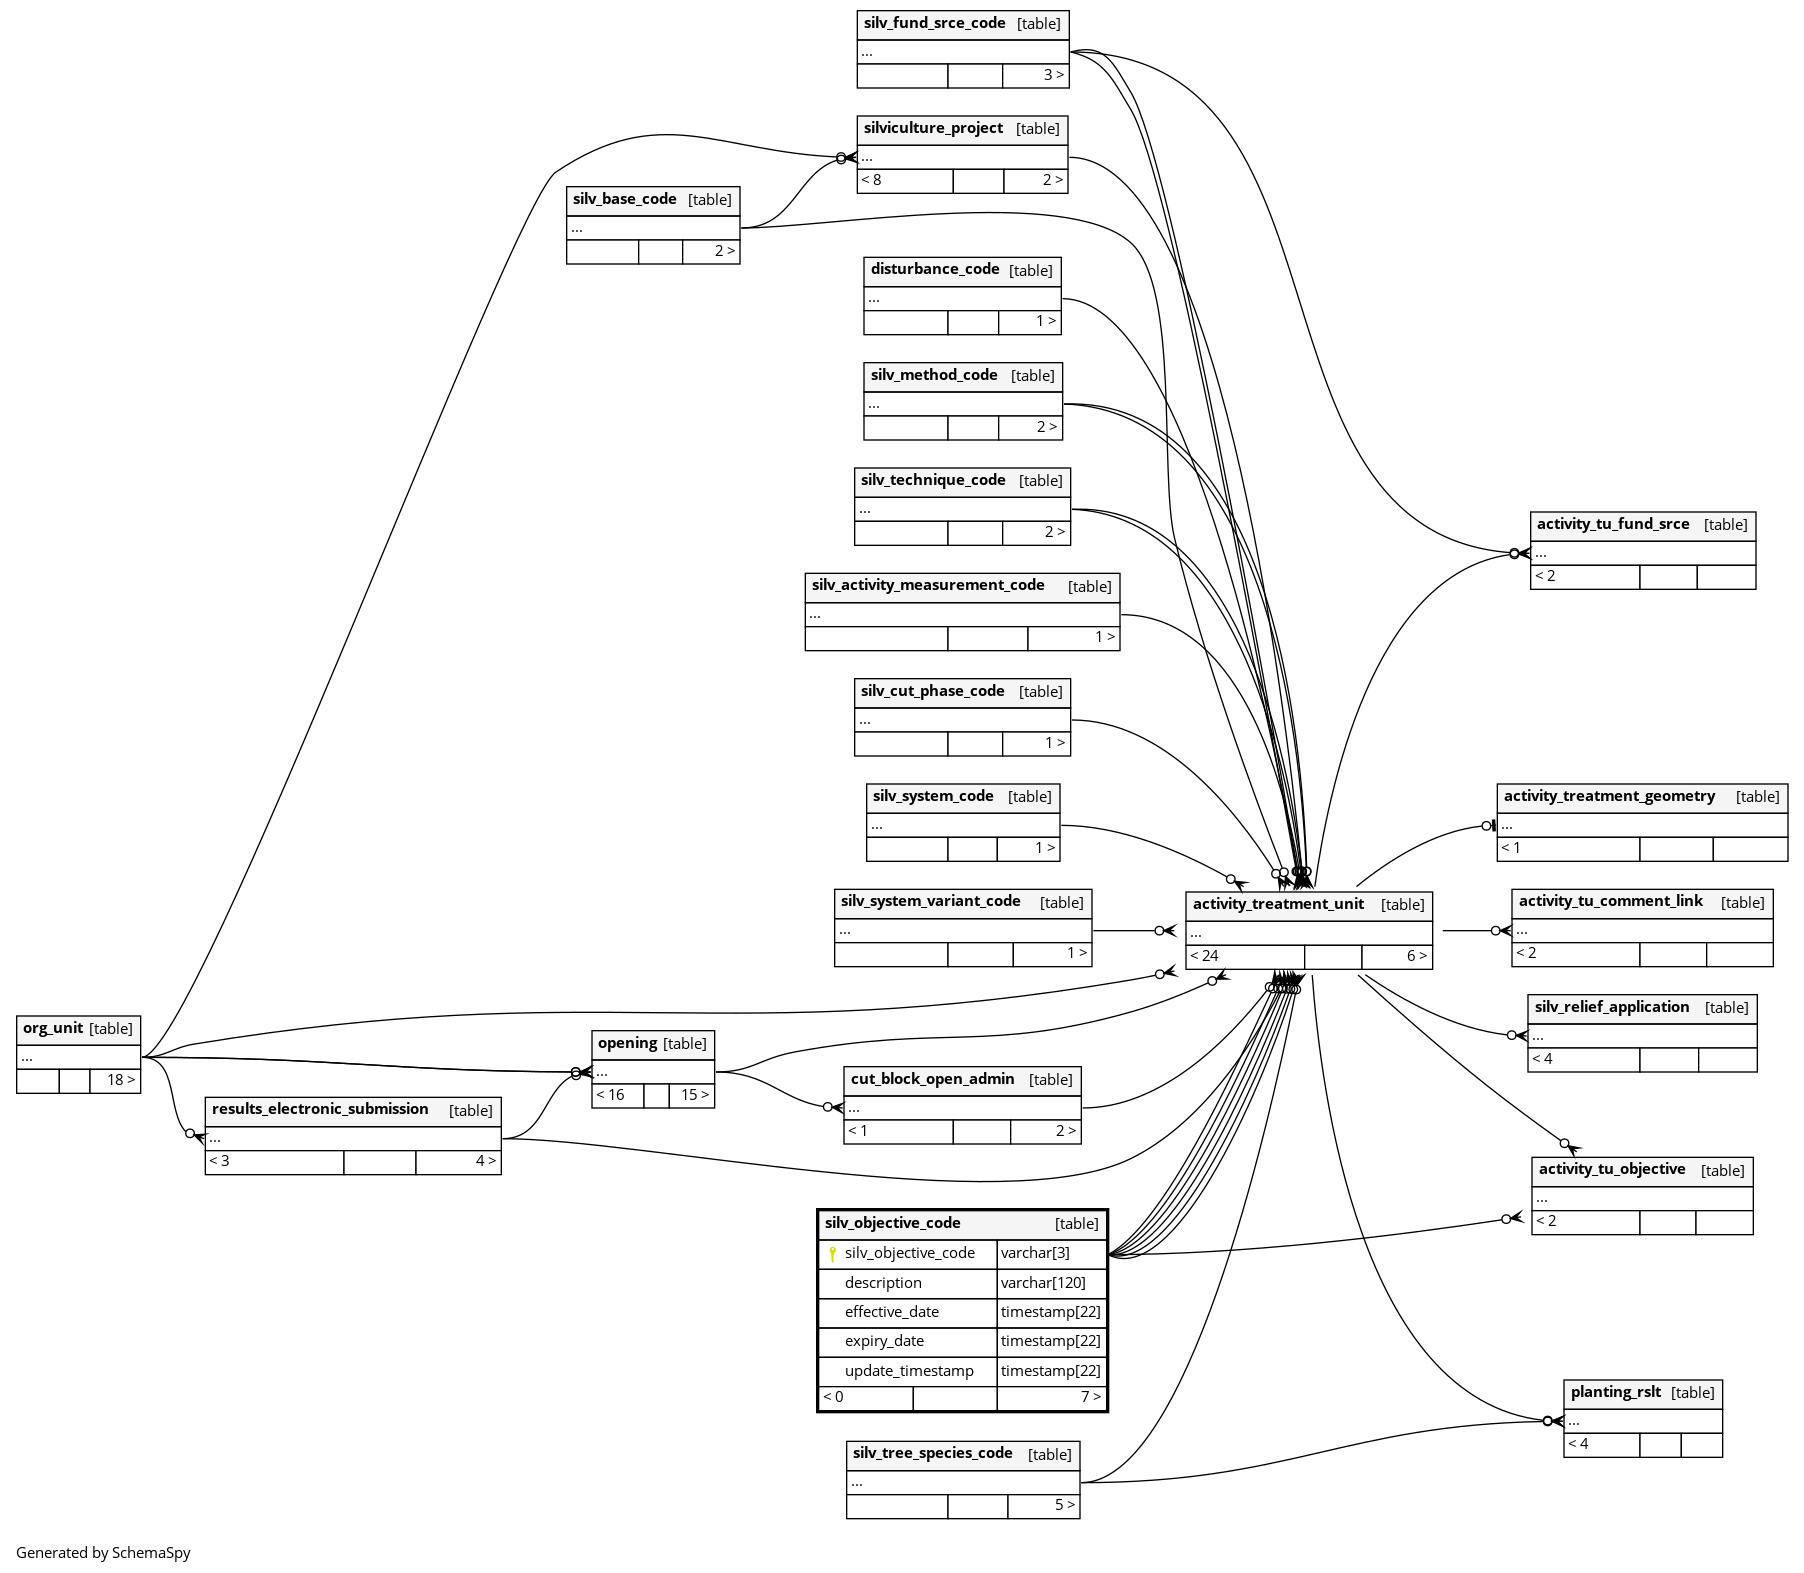 silv_fund_srce_code [table]
...
3 >
silviculture_project [table]
...
< 8 2 >
silv_base_code [table]
...
2 >
disturbance_code [table]
...
1 >
silv_method_code [table]
...
2 >
silv_technique_code [table]
...
2 >
activity_tu_fund_srce [table]
...
< 2
silv_activity_measurement_code [table]
...
1 >
silv_cut_phase_code [table]
...
1 >
silv_system_code [table]
...
1 >
activity_treatment_geometry [table]
...
< 1
silv_system_variant_code [table]
...
1 >
activity_treatment_unit [table]
...
< 24 6 >
activity_tu_comment_link [table]
...
< 2
silv_relief_application [table]
...
< 4
org_unit [table]
...
18 >
opening [table]
...
< 16 15 >
cut_block_open_admin [table]
...
< 1 2 >
results_electronic_submission [table]
...
< 3 4 >
activity_tu_objective [table]
...
< 2
silv_objective_code [table]
silv_objective_code varchar[3]
description varchar[120]
effective_date timestamp[22]
expiry_date timestamp[22]
update_timestamp timestamp[22]
< 0 7 >
planting_rslt [table]
...
< 4
silv_tree_species_code [table]
...
5 >
Generated by SchemaSpy